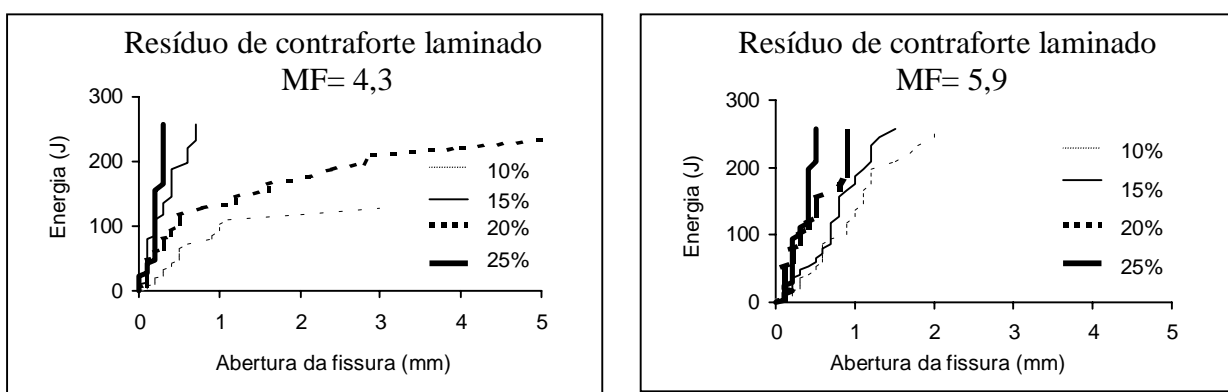 Resíduo de contraforte laminado
MF= 4,3
Energia (J)
300
200
100
0
0 1 2 3 4 5
Abertura da fissura (mm)
10%
15%
20%
25%
Resíduo de contraforte laminado
MF= 5,9
Energia (J)
300
200
100
0
0 1 2 3 4 5
Abertura da fissura (mm)
10%
15%
20%
25%